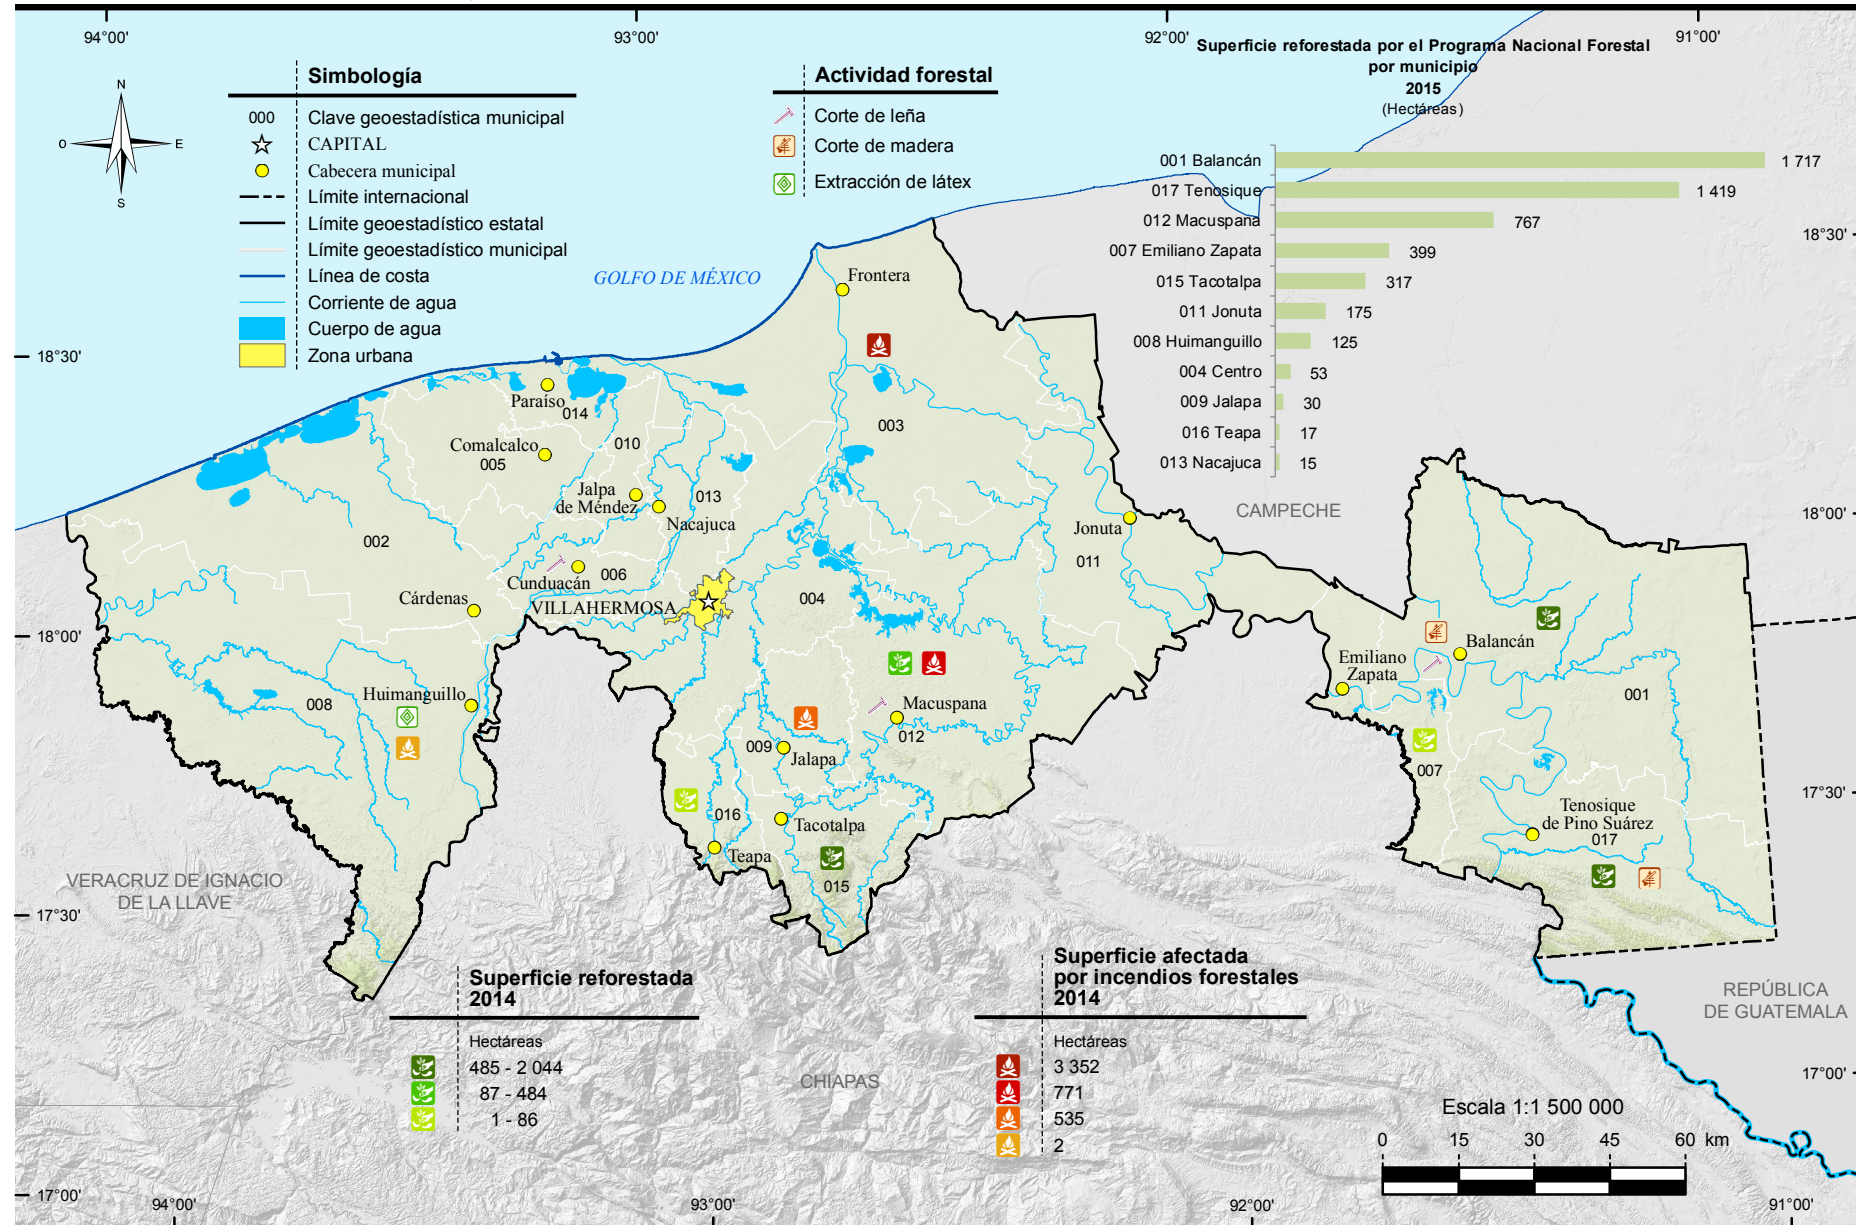 94°00'
93°00'
92°00'
91°00'
N
O
E
S
Simbología
000 Clave geoestadística municipal
CAPITAL
Cabecera municipal
Límite internacional
Límite geoestadístico estatal
Límite geoestadístico municipal
Línea de costa
Corriente de agua
Cuerpo de agua
Zona urbana
Actividad forestal
Corte de leña
Corte de madera
Extracción de látex
Superficie reforestada por el Programa Nacional Forestal
por municipio
2015
(Hectáreas)
001 Balancán 1 717
017 Tenosique 1 419
012 Macuspana 767
007 Emiliano Zapata 399
015 Tacotalpa 317
011 Jonuta 175
008 Huimanguillo 125
004 Centro 53
009 Jalapa 30
016 Teapa 17
013 Nacajuca 15
18°30'
18°00'
17°30'
17°00'
18°30'
18°00'
17°30'
17°00'
GOLFO DE MÉXICO
Frontera
003
Paraíso
014
Comalcalco
005
010
Jalpa
de Méndez
013
Nacajuca
002
Cunduacán
006
Cárdenas
VILLAHERMOSA
004
Jonuta
011
CAMPECHE
Huimanguillo
008
Macuspana
012
009
Jalapa
016
Tacotalpa
Teapa
015
Emiliano
Zapata
Balancán
001
007
Tenosique
de Pino Suárez
017
VERACRUZ DE IGNACIO
DE LA LLAVE
CHIAPAS
REPÚBLICA
DE GUATEMALA
Superficie reforestada
2014
Hectáreas
485 - 2 044
87 - 484
1 - 86
Superficie afectada
por incendios forestales
2014
Hectáreas
3 352
771
535
2
Escala 1:1 500 000
0 15 30 45 60 km
94°00'
93°00'
92°00'
91°00'